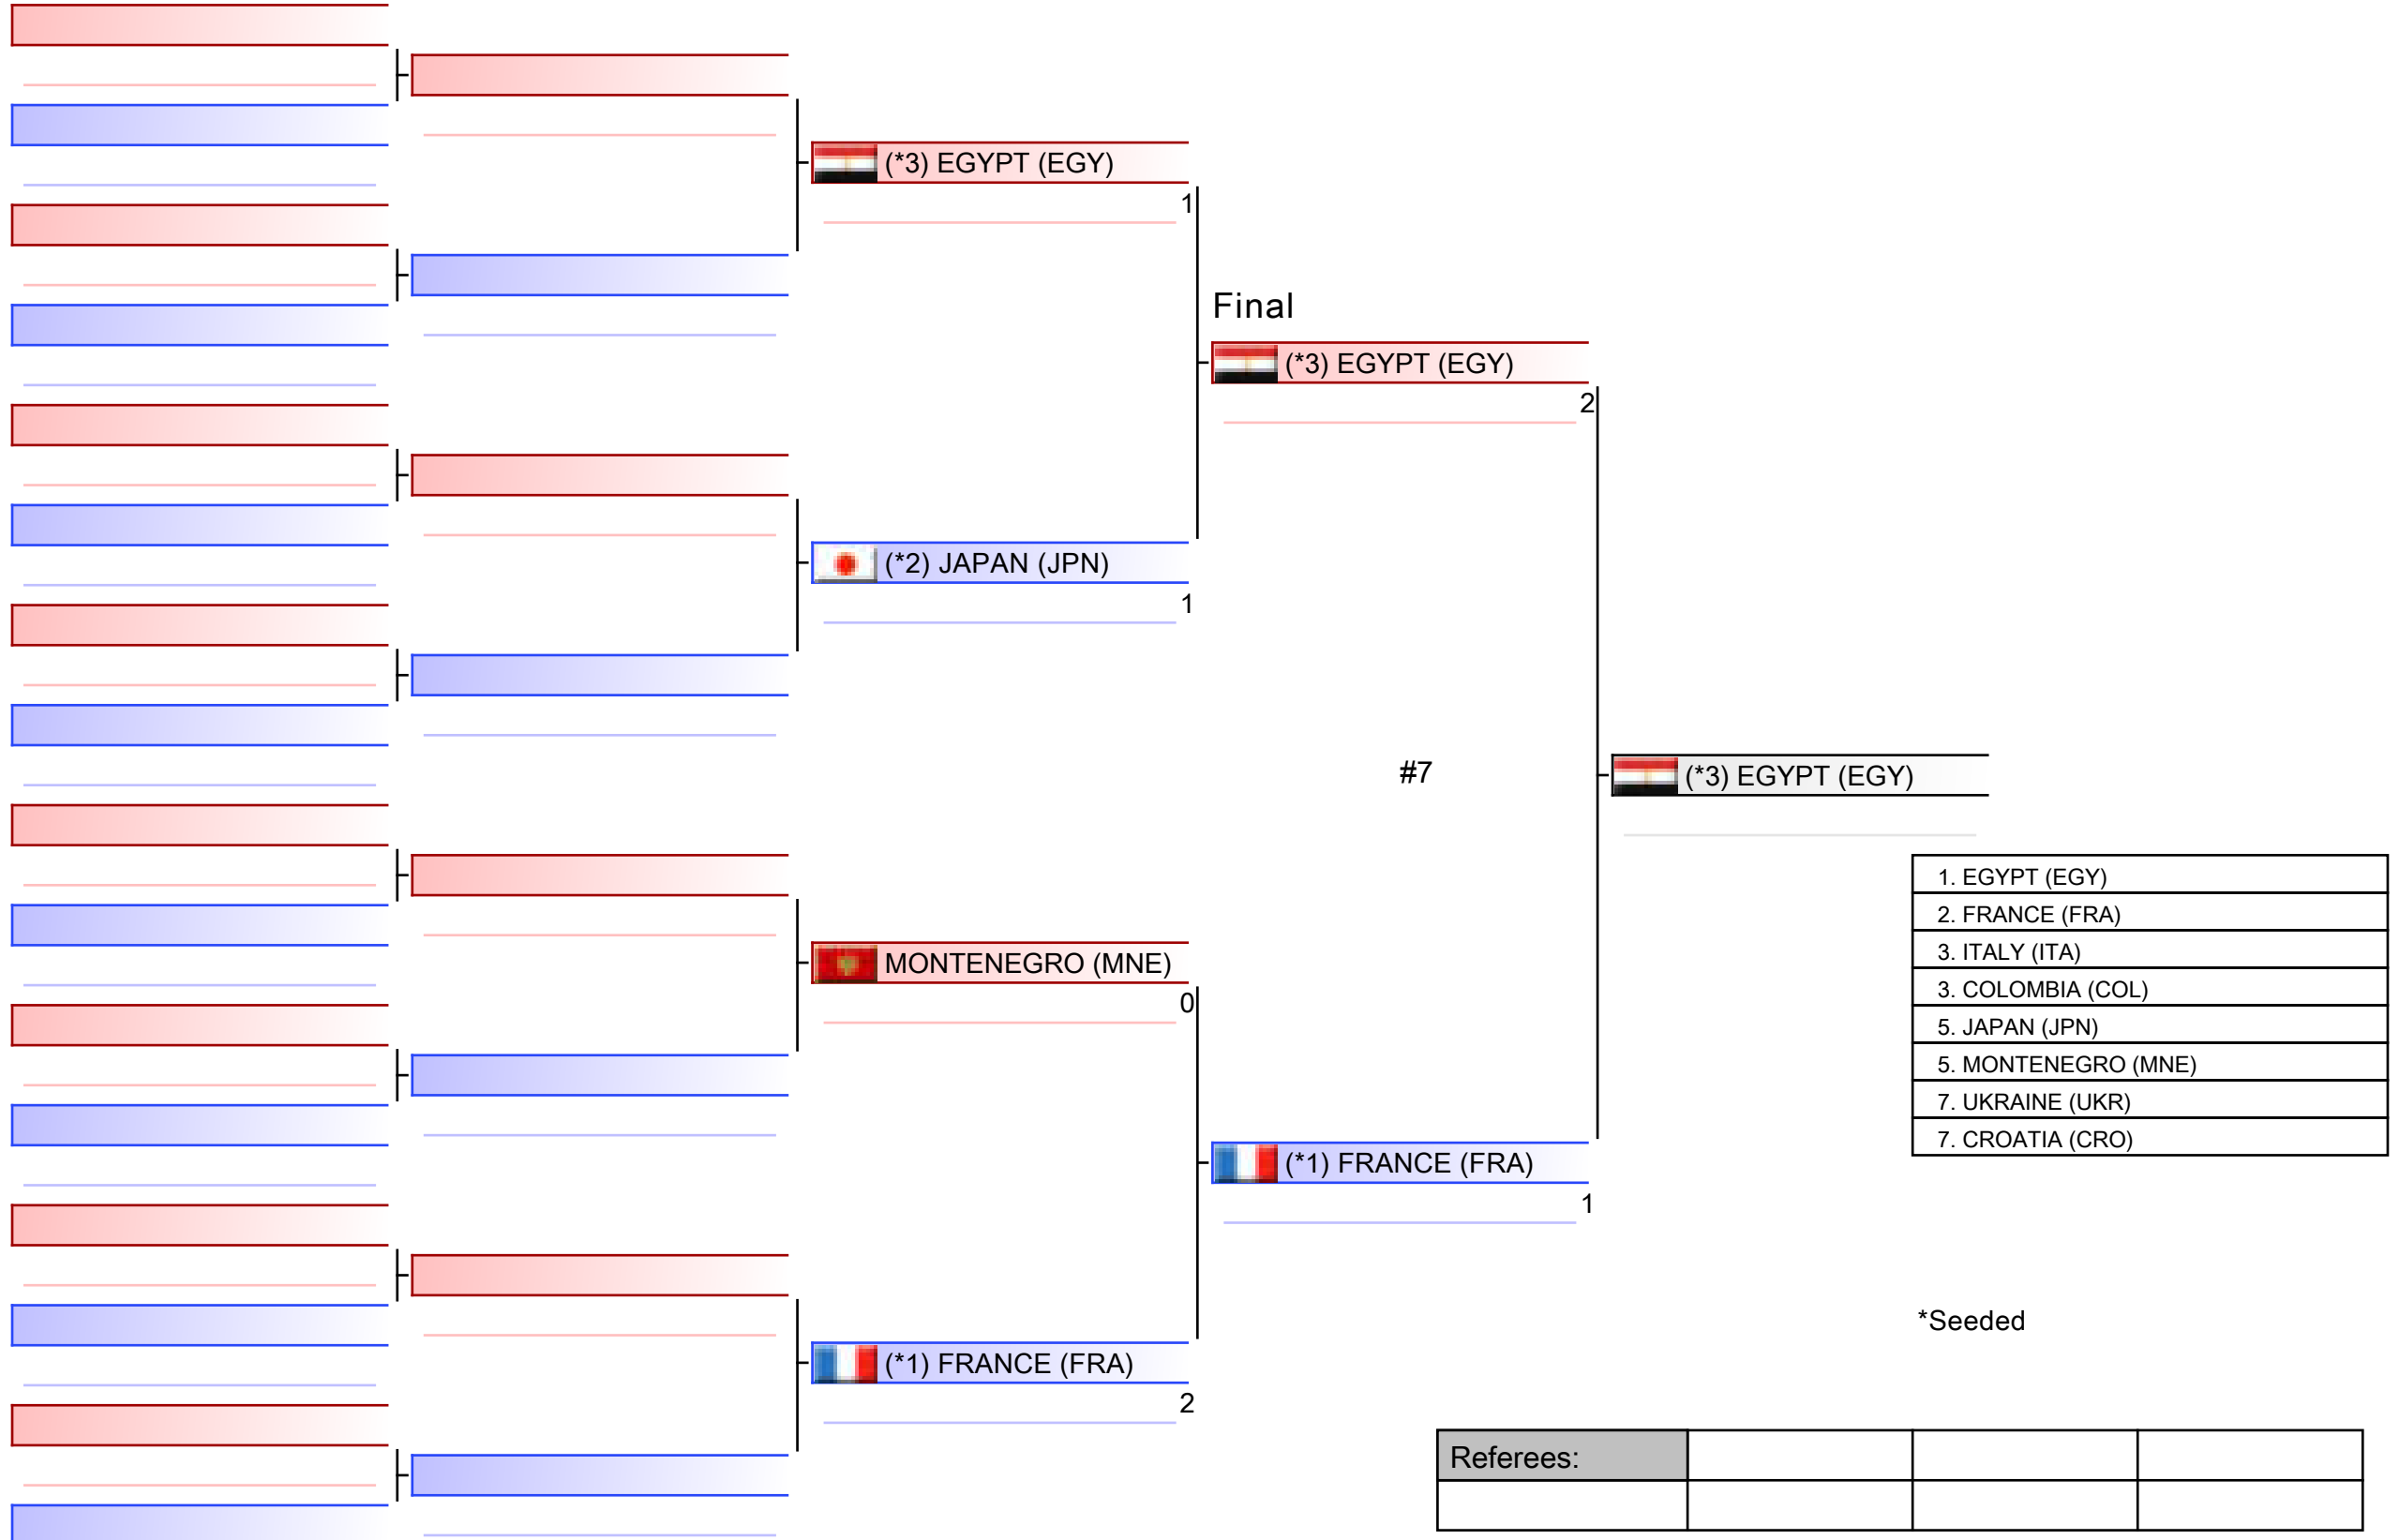 (*3) EGYPT (EGY)
1
Final
(*3) EGYPT (EGY)
2
(*2) JAPAN (JPN)
1
#7
(*3) EGYPT (EGY)
1. EGYPT (EGY)
2. FRANCE (FRA)
3. ITALY (ITA)
3. COLOMBIA (COL)
5. JAPAN (JPN)
5. MONTENEGRO (MNE)
7. UKRAINE (UKR)
7. CROATIA (CRO)
MONTENEGRO (MNE)
0
(*1) FRANCE (FRA)
1
(*1) FRANCE (FRA)
2
*Seeded
Referees: